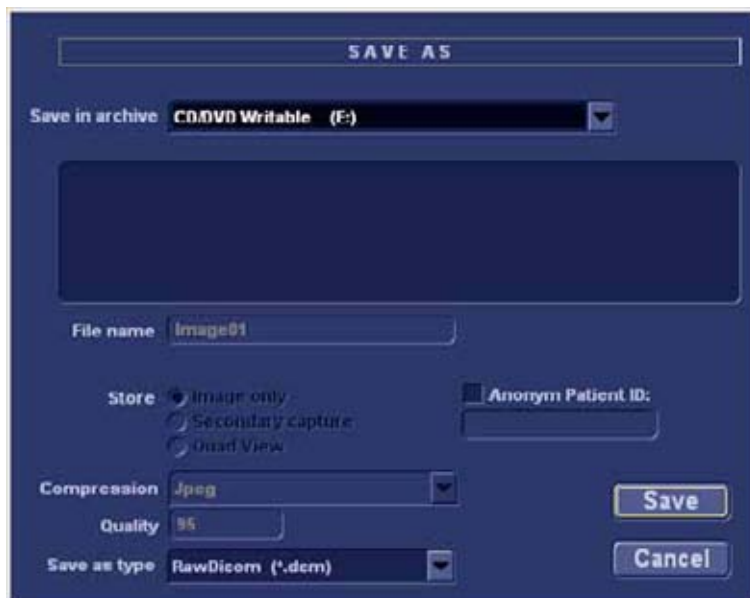 SAVE AS
Save in archive CD/DVD Writable (F:)
File name Image01
Store Image only
Anonym Patient ID:
Secondary capture
Quad View
Compression Jpeg
Save
Quality 95
Save as type RawDicom (*.dcm)
Cancel